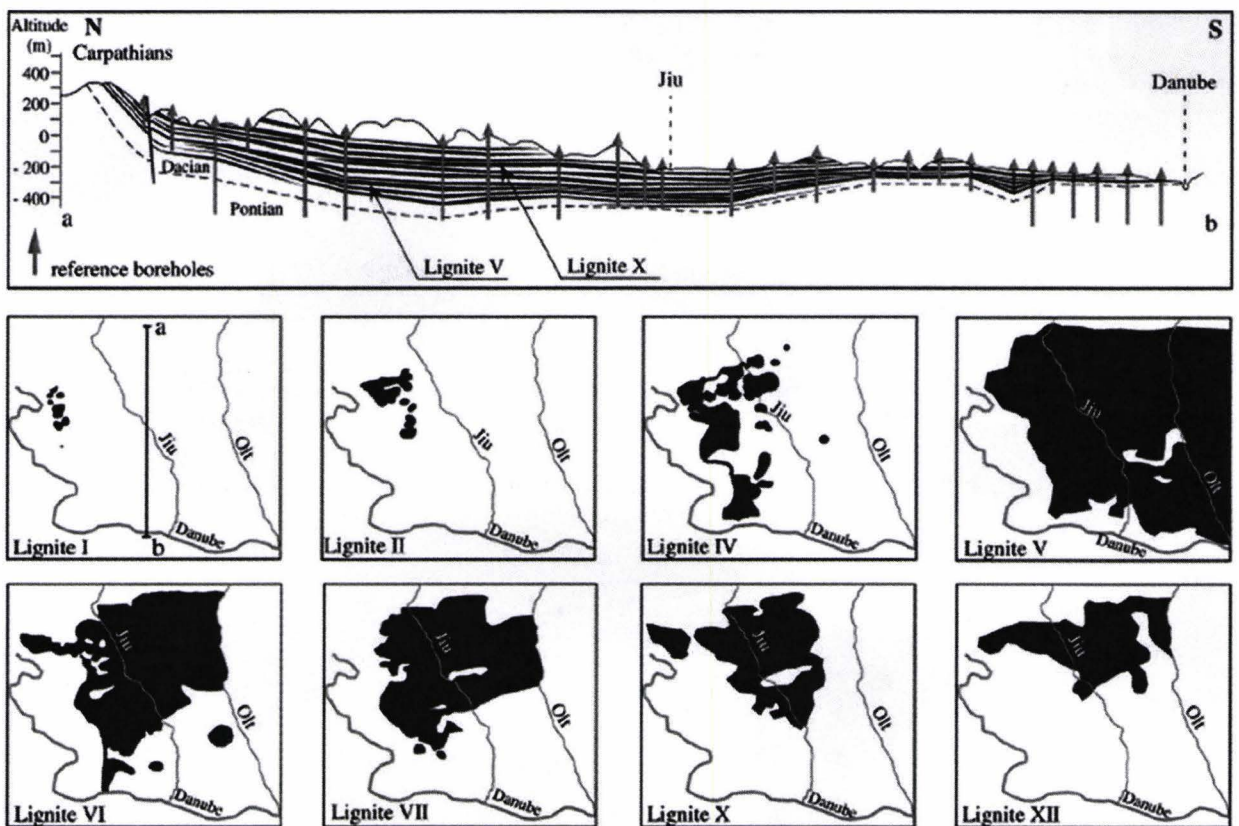 Altitude N S
(m) Carpathians
400
200
0
- 200
- 400
Jiu
Danube
Dacian
Pontian
a
b
Lignite V
Lignite X
reference boreholes
a
Jiu
Olt
Danube
b
Lignite I
Jiu
Olt
Danube
Lignite II
Jiu
Olt
Danube
Lignite IV
Jiu
Olt
Danube
Lignite V
Jiu
Olt
Danube
Lignite VI
Jiu
Olt
Danube
Lignite VII
Jiu
Olt
Danube
Lignite X
Jiu
Olt
Danube
Lignite XII